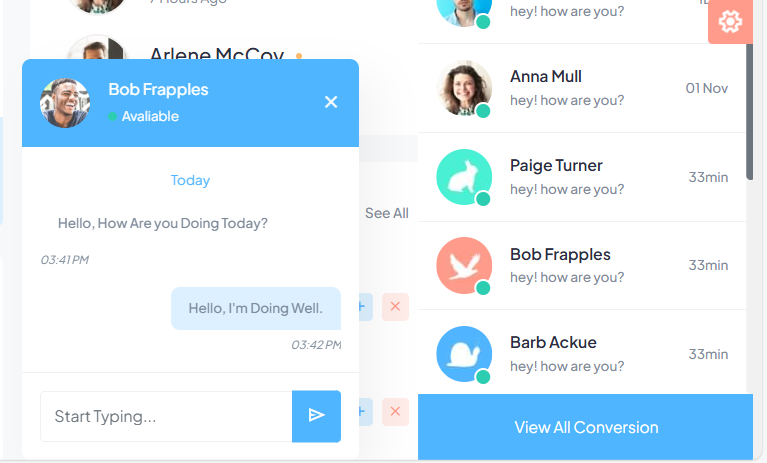 7 Hours Ago
Arlene McCoy
Bob Frapples
Avaliable
Today
Hello, How Are you Doing Today?
03:41 PM
Hello, I'm Doing Well.
03:42 PM
Start Typing...
See All
hey! how are you?
Anna Mull
hey! how are you?
01 Nov
Paige Turner
hey! how are you?
33min
Bob Frapples
hey! how are you?
33min
Barb Ackue
hey! how are you?
33min
View All Conversion